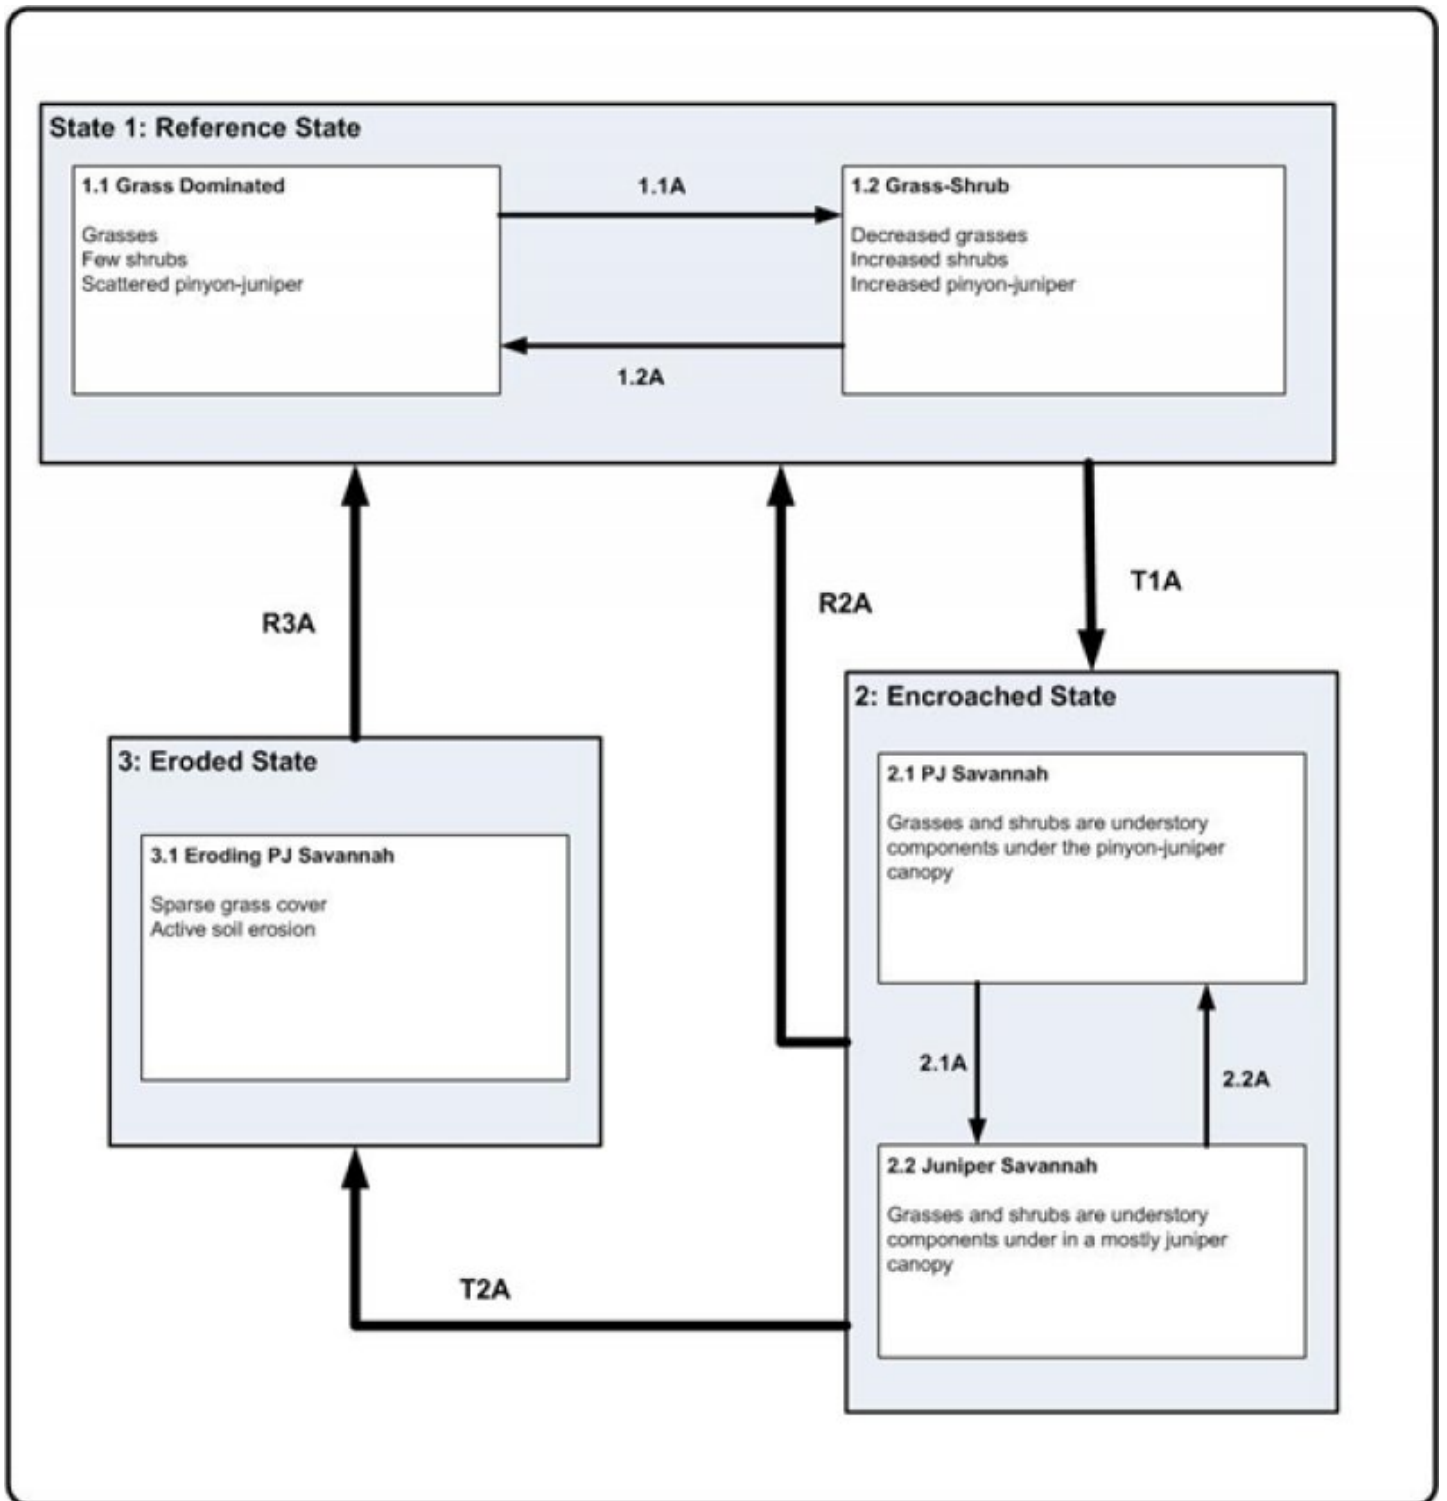 State 1: Reference State
1.1 Grass Dominated
Grasses
Few shrubs
Scattered pinyon-juniper
1.1A
1.2A
1.2 Grass-Shrub
Decreased grasses
Increased shrubs
Increased pinyon-juniper
R3A
R2A
T1A
3: Eroded State
3.1 Eroding PJ Savannah
Sparse grass cover
Active soil erosion
2: Encroached State
2.1 PJ Savannah
Grasses and shrubs are understory
components under the pinyon-juniper
canopy
2.1A
2.2A
2.2 Juniper Savannah
Grasses and shrubs are understory
components under in a mostly juniper
canopy
T2A